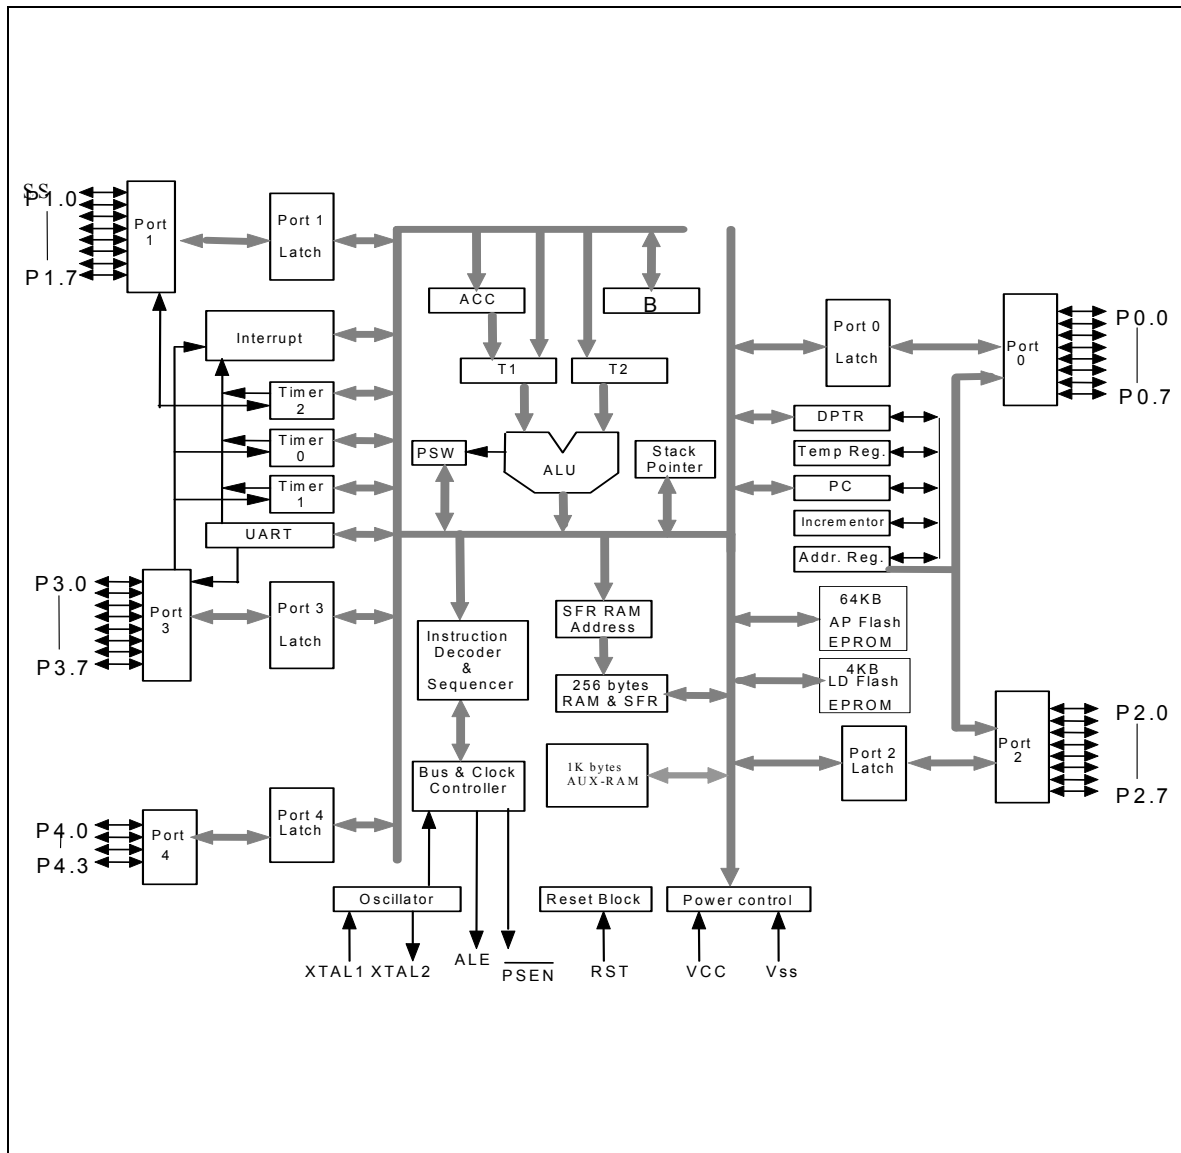 SS
P1.0
P1.7
Port
1
Port 1
Latch
ACC
B
Interrupt
T1
T2
Timer
2
Timer
0
Timer
1
UART
PSW
ALU
Stack
Pointer
Port 0
Latch
Port
0
P0.0
P0.7
DPTR
Temp Reg.
PC
Incrementor
Addr. Reg.
P3.0
P3.7
Port
3
Port 3
Latch
Instruction
Decoder
&
Sequencer
SFR RAM
Address
256 bytes
RAM & SFR
64KB
AP Flash
EPROM
4KB
LD Flash
EPROM
Bus & Clock
Controller
1K bytes
AUX-RAM
Port 2
Latch
Port
2
P2.0
P2.7
P4.0
P4.3
Port
4
Port 4
Latch
Oscillator
Reset Block
Power control
XTAL1
XTAL2
ALE
PSEN
RST
VCC
Vss